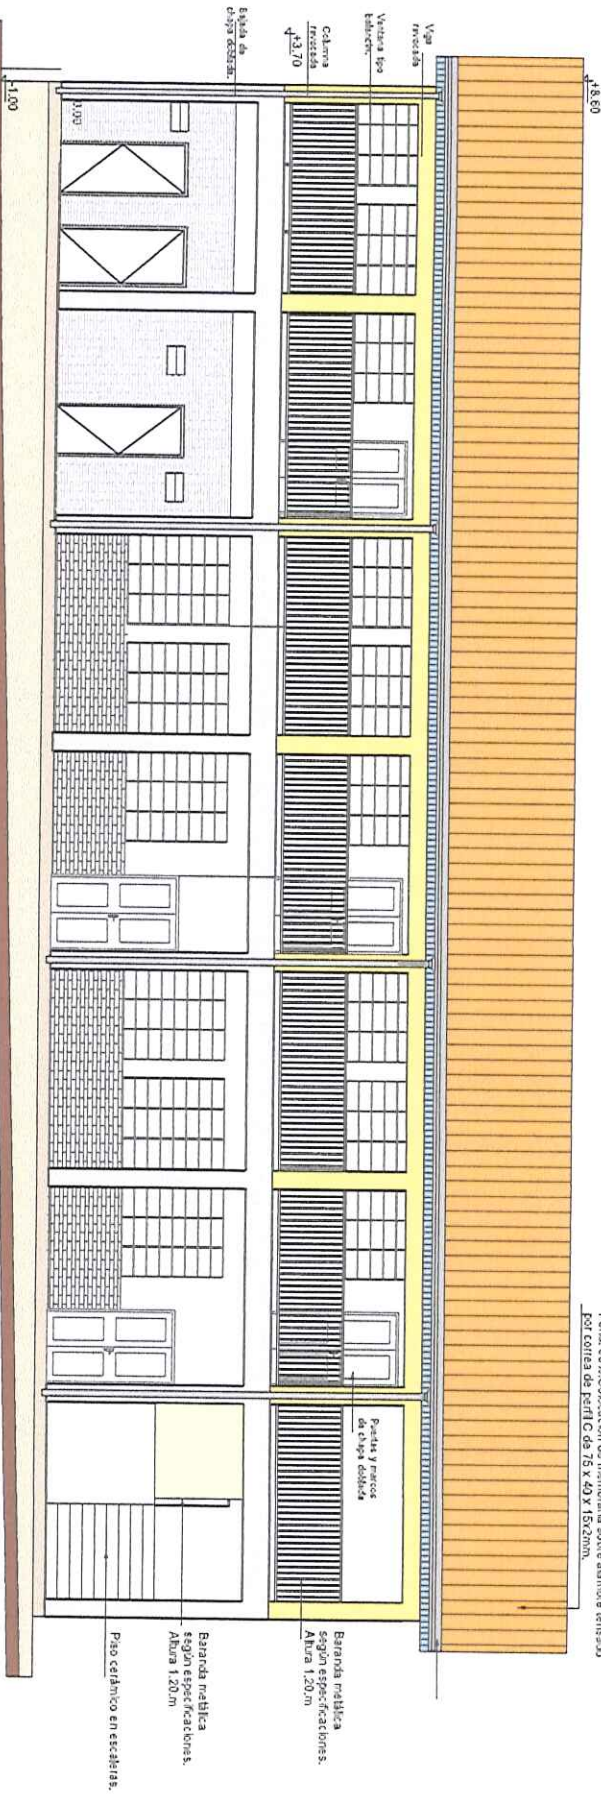 +8.60
por correa de perfil C de 75 x 40 x 15x2mm.
Viga
revocada
Ventana tipo
balancín.
Columna
revocada
+3.70
Bajada de
chapa doblada.
0.00
-1.00
Puertas y marcos
de chapa doblada
Baranda metálica
según especificaciones.
Altura 1.20.m
Baranda metálica
según especificaciones.
Altura 1.20.m
Piso cerámico en escaleras.